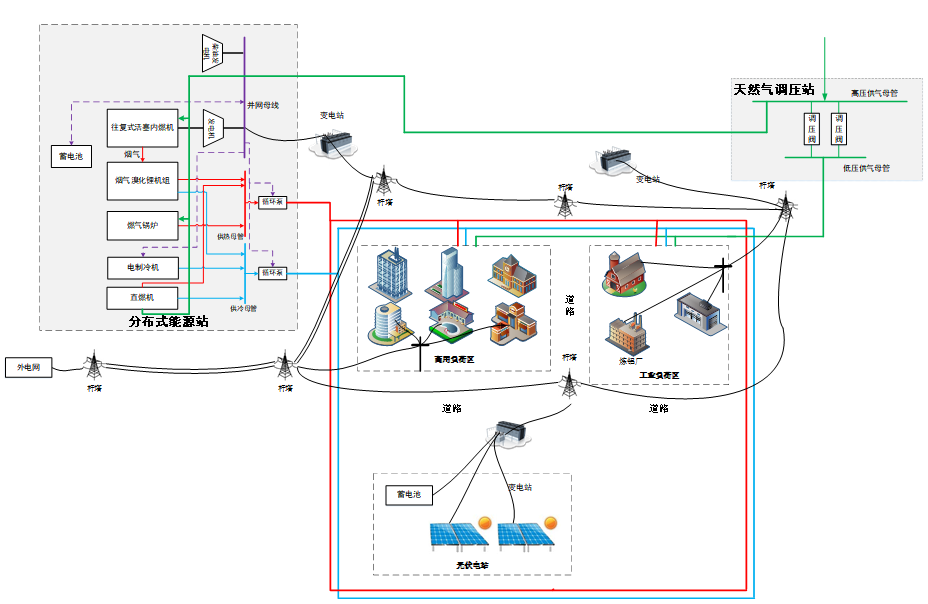 柴油发
电机
并网母线
往复式活塞内燃机
发电机
蓄电池
烟气
烟气溴化锂机组
循环泵
燃气锅炉
供热母管
电制冷机
循环泵
直燃机
供冷母管
分布式能源站
变电站
杆塔
变电站
杆塔
杆塔
天然气调压站
高压供气母管
调压阀
调压阀
低压供气母管
道路
商用负荷区
炼铝厂
工业负荷区
外电网
杆塔
杆塔
杆塔
道路
道路
蓄电池
变电站
光伏电站